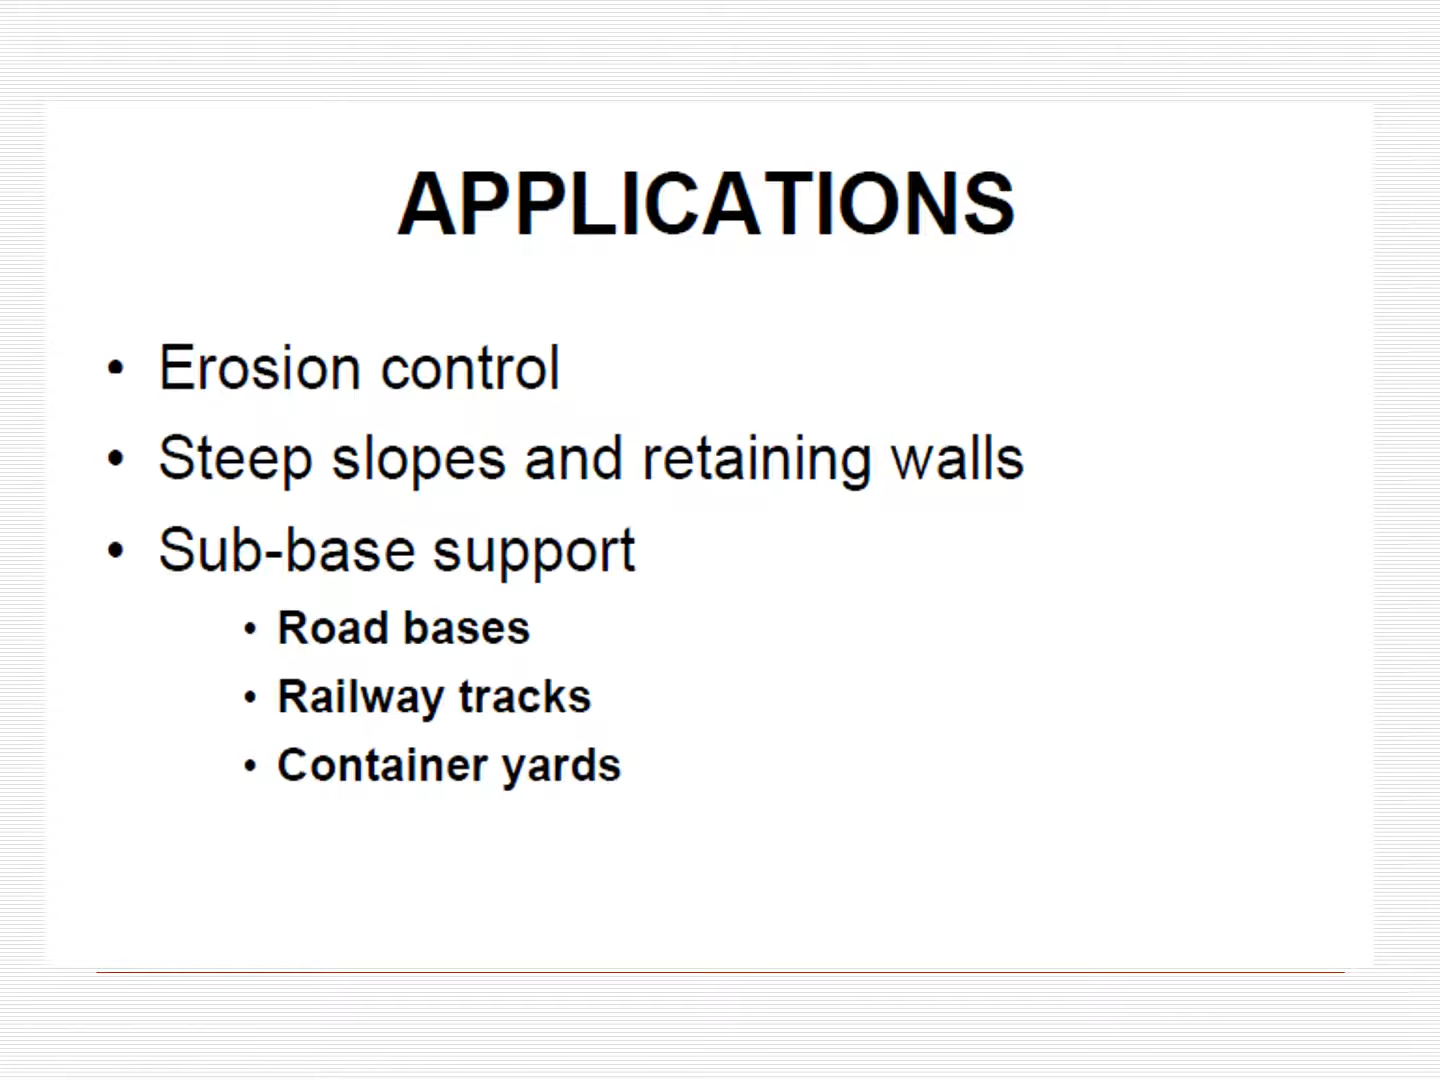 APPLICATIONS
• Erosion control
• Steep slopes and retaining walls
• Sub-base support
• Road bases
• Railway tracks
• Container yards